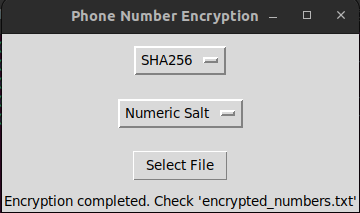 Phone Number Encryption
SHA256
Numeric Salt
Select File
Encryption completed. Check 'encrypted_numbers.txt'